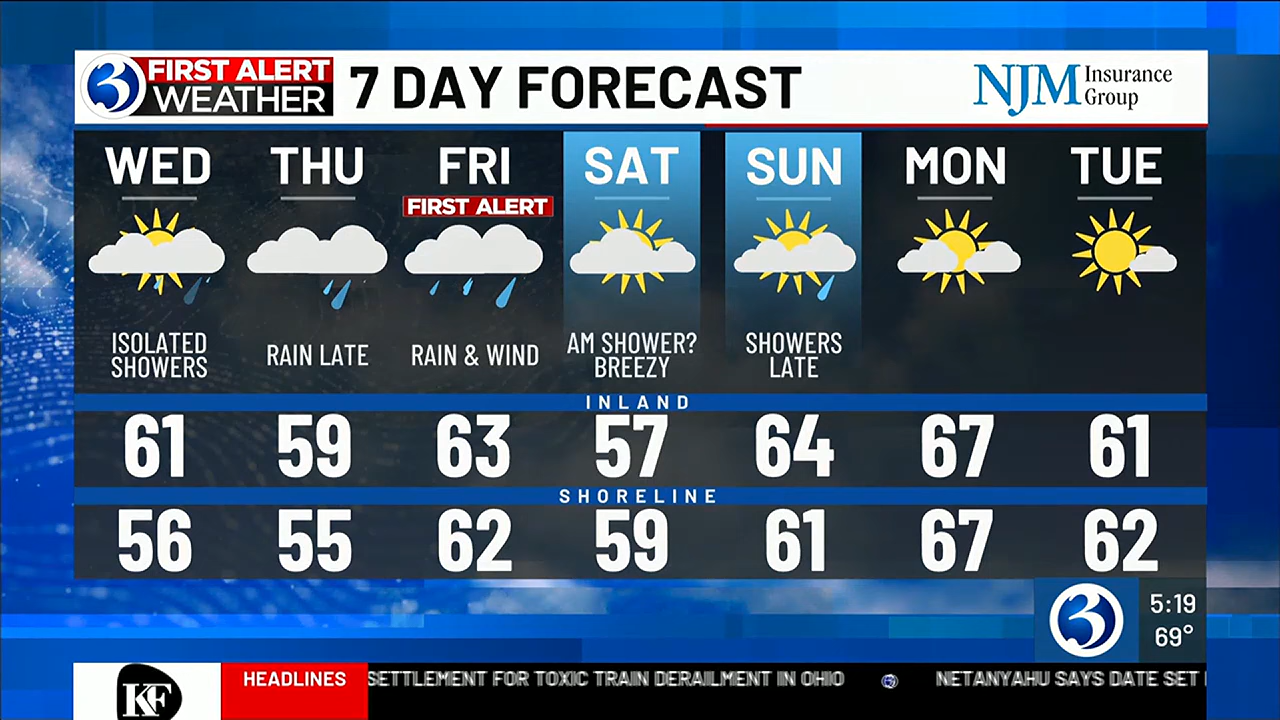 3 FIRST ALERT
WEATHER
7 DAY FORECAST
NJM Insurance
Group
WED THU FRI SAT SUN MON TUE
FIRST ALERT
ISOLATED
SHOWERS
RAIN LATE
RAIN & WIND
AM SHOWER?
BREEZY
SHOWERS
LATE
INLAND
61 59 63 57 64 67 61
SHORELINE
56 55 62 59 61 67 62
3
5:19
69°
KF
HEADLINES
SETTLEMENT FOR TOXIC TRAIN DERAILMENT IN OHIO 3 NETANYAHU SAYS DATE SET